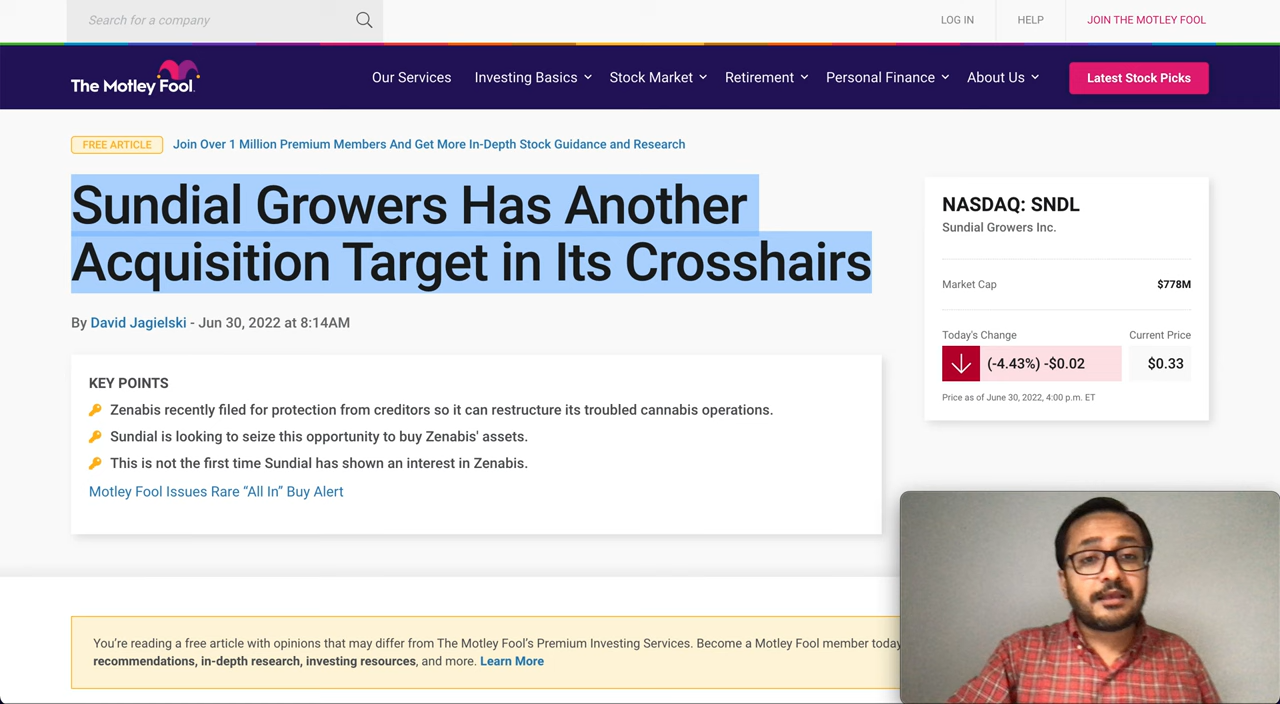 Search for a company
LOG IN
HELP
JOIN THE MOTLEY FOOL
The Motley Fool.
Our Services
Investing Basics
Stock Market
Retirement
Personal Finance
About Us
Latest Stock Picks
FREE ARTICLE
Join Over 1 Million Premium Members And Get More In-Depth Stock Guidance and Research
Sundial Growers Has Another
Acquisition Target in Its Crosshairs
By David Jagielski - Jun 30, 2022 at 8:14AM
KEY POINTS
Zenabis recently filed for protection from creditors so it can restructure its troubled cannabis operations.
Sundial is looking to seize this opportunity to buy Zenabis' assets.
This is not the first time Sundial has shown an interest in Zenabis.
Motley Fool Issues Rare “All In” Buy Alert
NASDAQ: SNDL
Sundial Growers Inc.
Market Cap
$778M
Today's Change
Current Price
(-4.43%) -$0.02
$0.33
Price as of June 30, 2022, 4:00 p.m. ET
You’re reading a free article with opinions that may differ from The Motley Fool’s Premium Investing Services. Become a Motley Fool member today
recommendations, in-depth research, investing resources, and more. Learn More